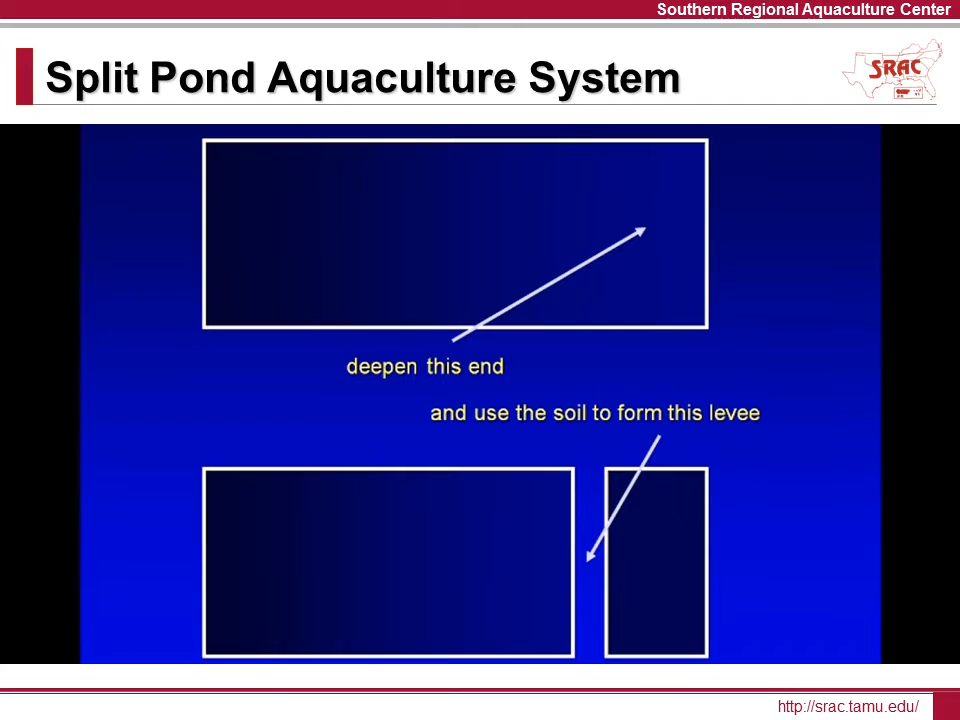 Southern Regional Aquaculture Center
Split Pond Aquaculture System
SRAC
deepen this end
and use the soil to form this levee
http://srac.tamu.edu/